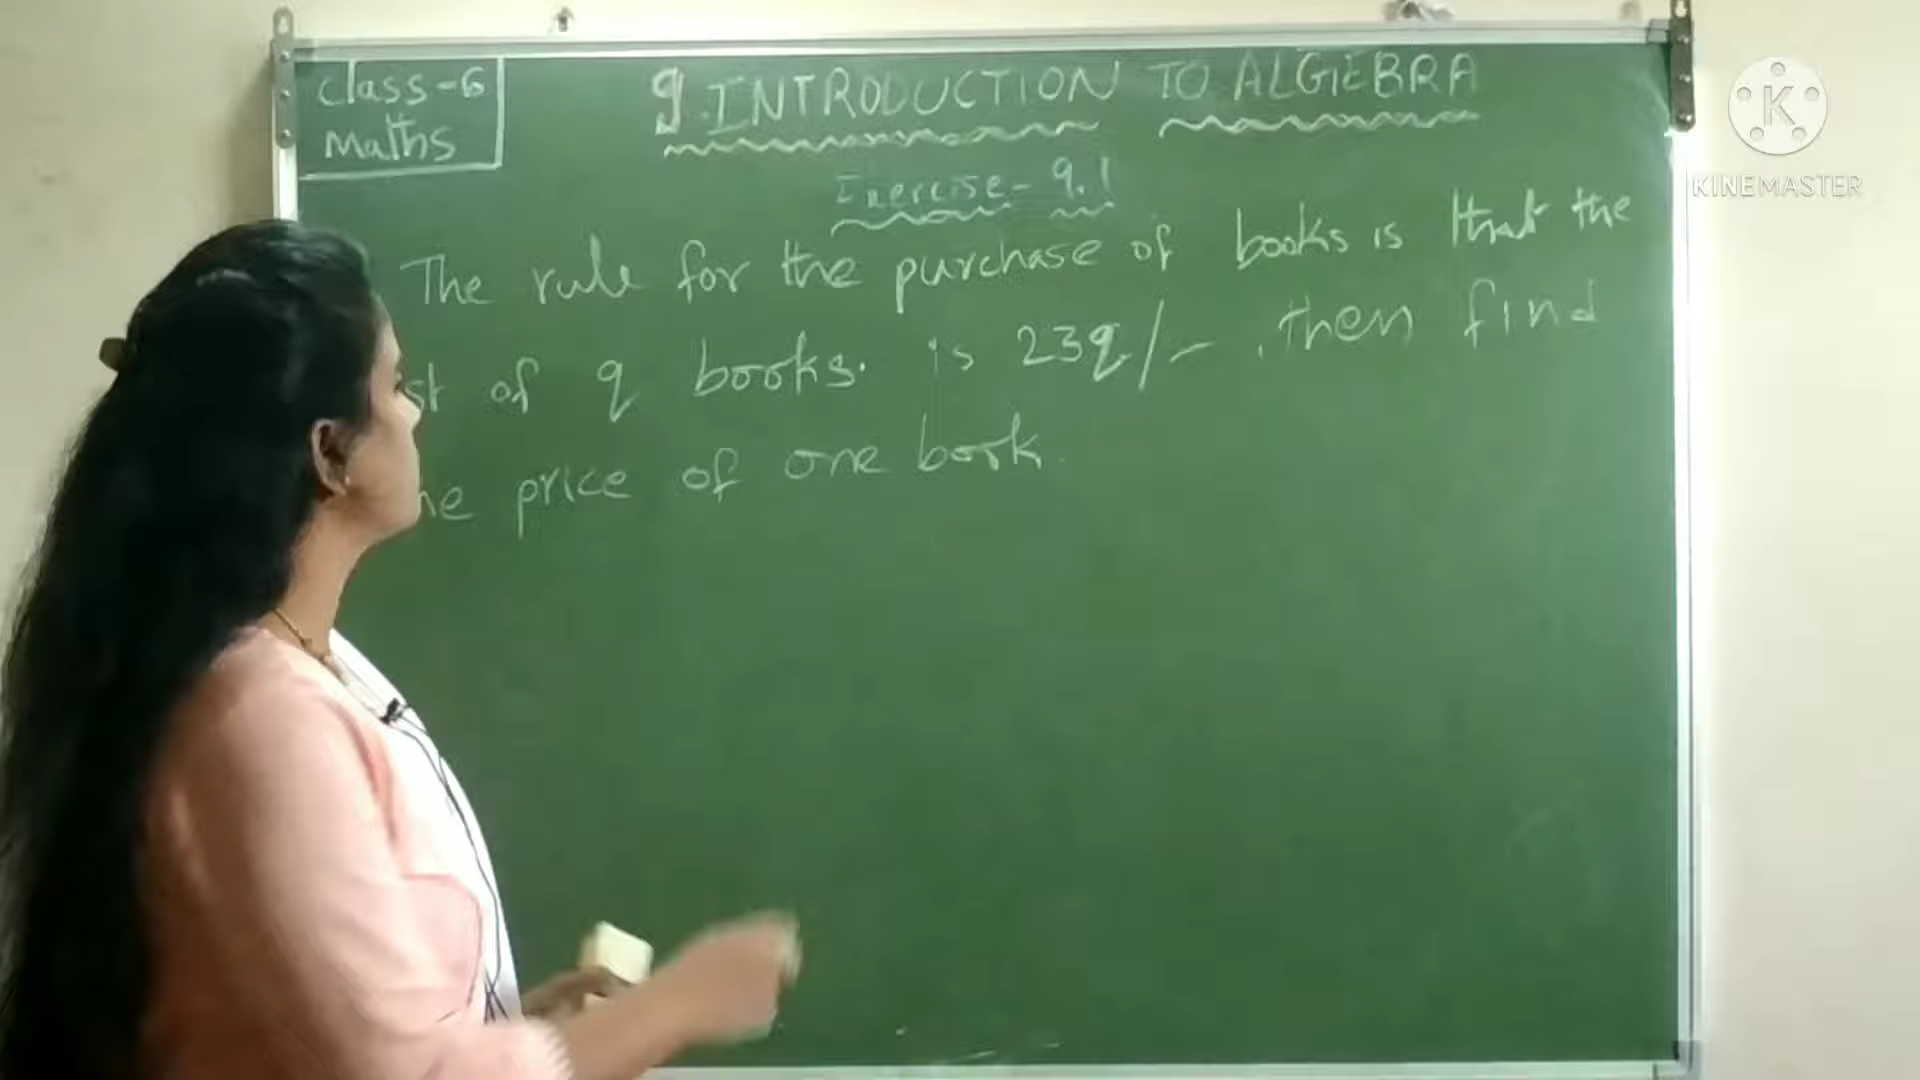 class-6
Maths
9. INTRODUCTION TO ALGEBRA
Exercise - 9.1
The rule for the purchase of books is that the
st of q books. is 23q/- . then find
he price of one book.
K
KINEMASTER